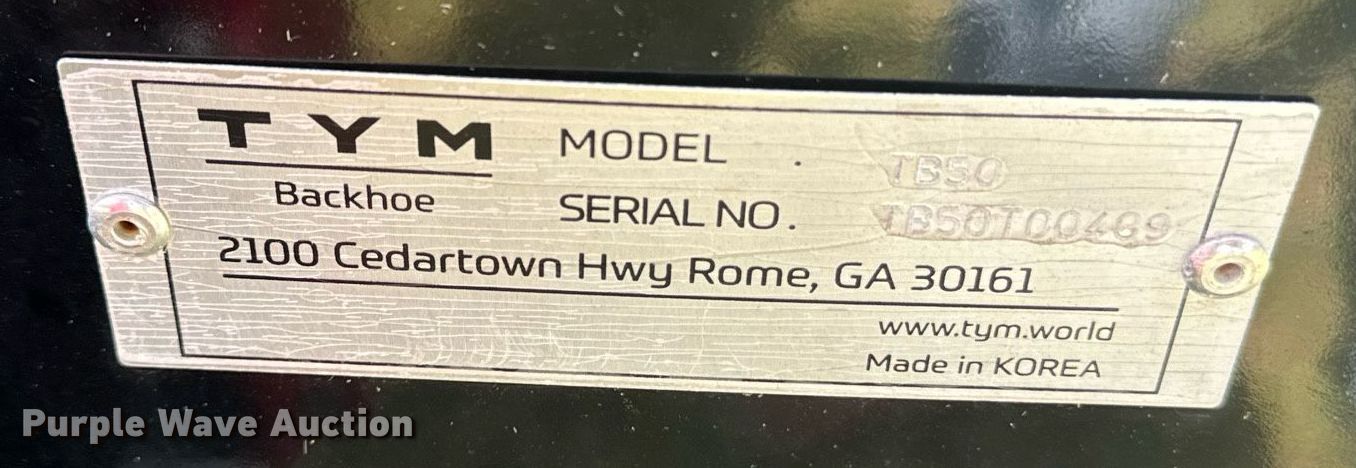 TYM
Backhoe
MODEL . TB50
SERIAL NO. TB50T00489
2100 Cedartown Hwy Rome, GA 30161
www.tym.world
Made in KOREA
Purple Wave Auction